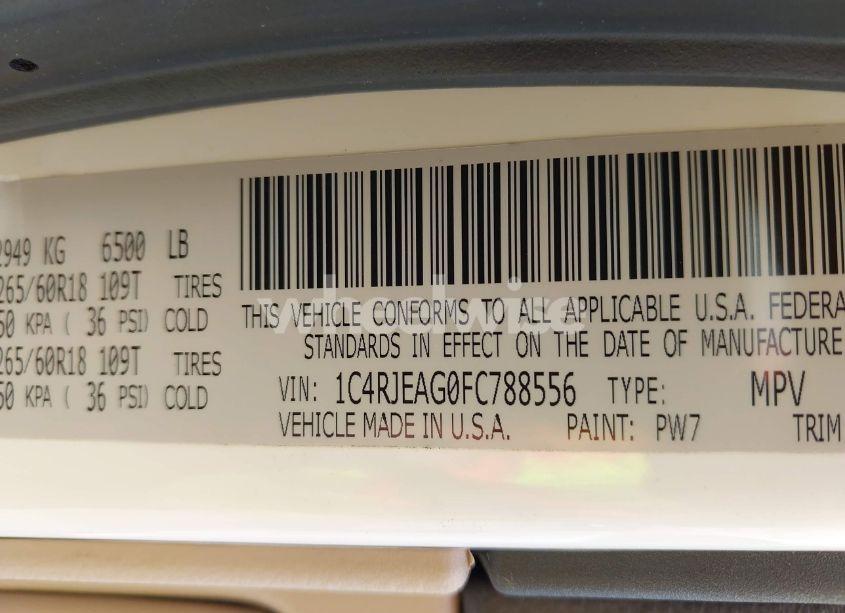 2949 KG 6500 LB
265/60R18 109T TIRES
50 KPA ( 36 PSI) COLD
265/60R18 109T TIRES
50 KPA ( 36 PSI) COLD
THIS VEHICLE CONFORMS TO ALL APPLICABLE U.S.A. FEDERA
STANDARDS IN EFFECT ON THE DATE OF MANUFACTURE
VIN: 1C4RJEAG0FC788556 TYPE: MPV
VEHICLE MADE IN U.S.A. PAINT: PW7 TRIM